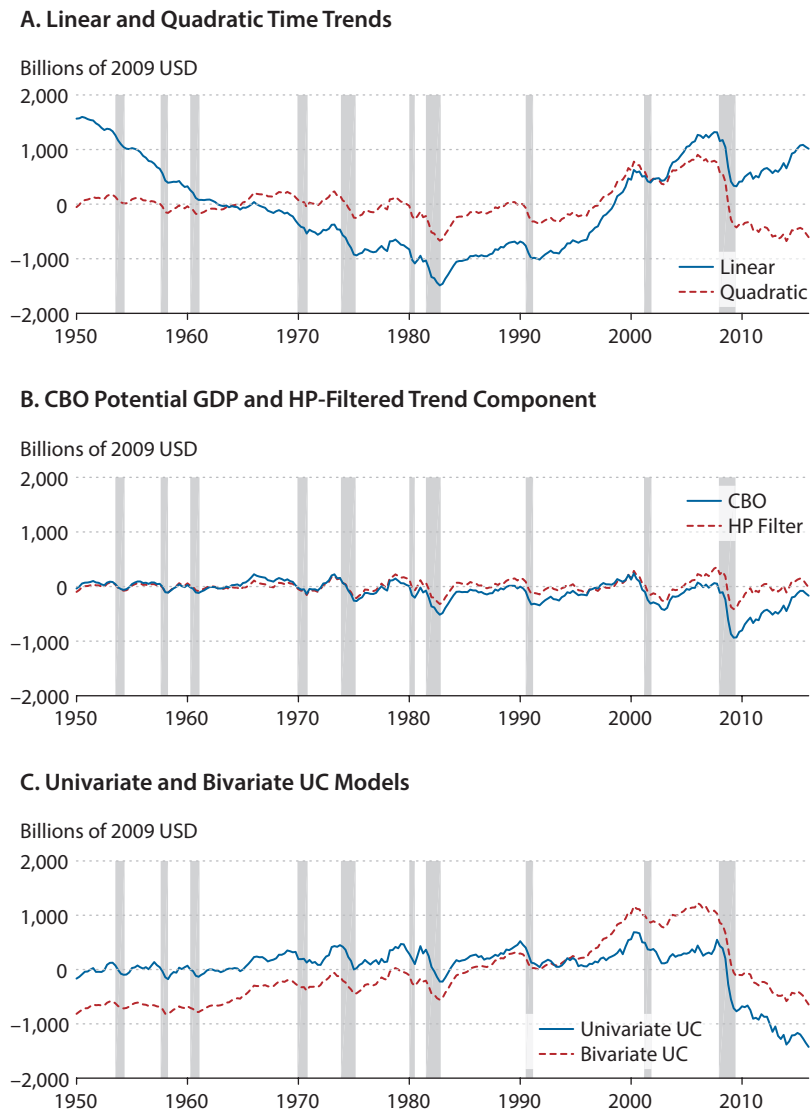 A. Linear and Quadratic Time Trends
Billions of 2009 USD
2,000
1,000
0
–1,000
–2,000
Linear
Quadratic
1950 1960 1970 1980 1990 2000 2010
B. CBO Potential GDP and HP-Filtered Trend Component
Billions of 2009 USD
2,000
CBO
HP Filter
1,000
0
–1,000
–2,000
1950 1960 1970 1980 1990 2000 2010
C. Univariate and Bivariate UC Models
Billions of 2009 USD
2,000
1,000
0
–1,000
Univariate UC
Bivariate UC
–2,000
1950 1960 1970 1980 1990 2000 2010